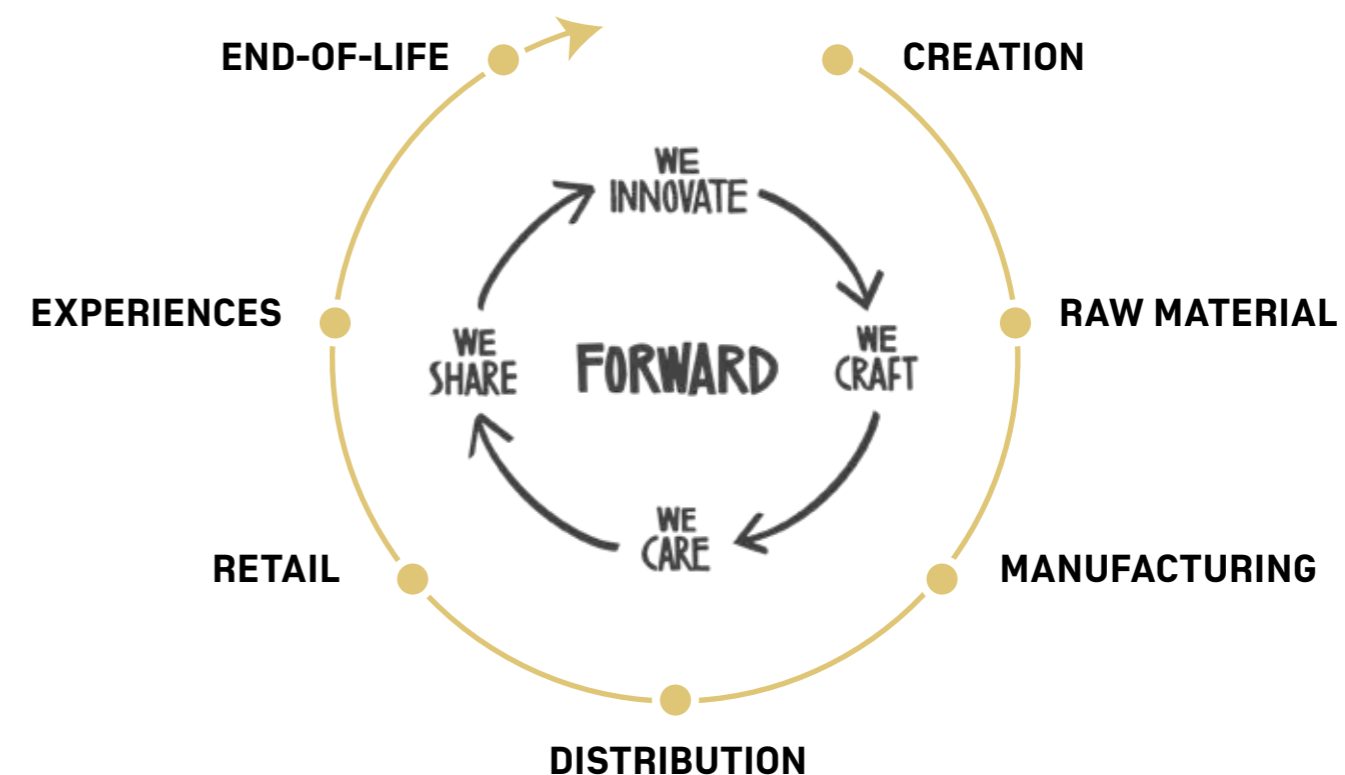 END-OF-LIFE
CREATION
WE
INNOVATE
EXPERIENCES
RAW MATERIAL
WE
SHARE
FORWARD
WE
CRAFT
WE
CARE
RETAIL
MANUFACTURING
DISTRIBUTION